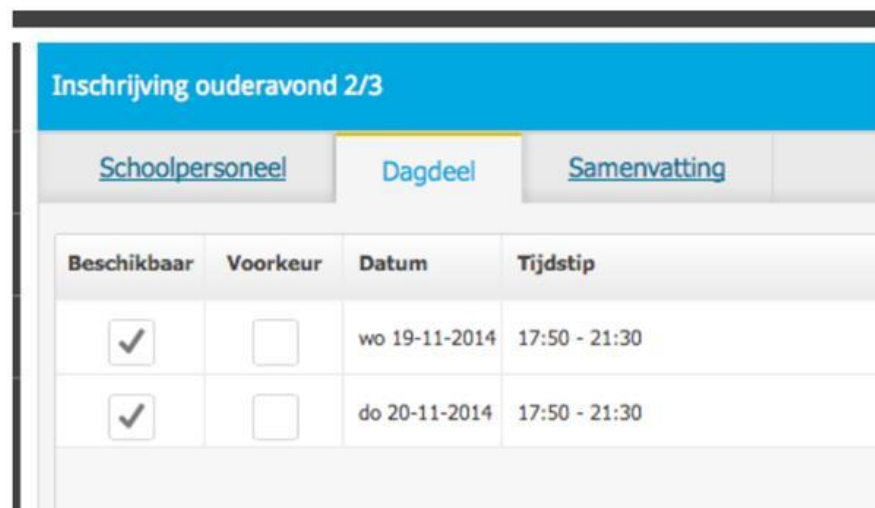 Inschrijving ouderavond 2/3
Schoolpersoneel Dagdeel Samenvatting
Beschikbaar Voorkeur Datum Tijdstip
wo 19-11-2014 17:50 - 21:30
do 20-11-2014 17:50 - 21:30